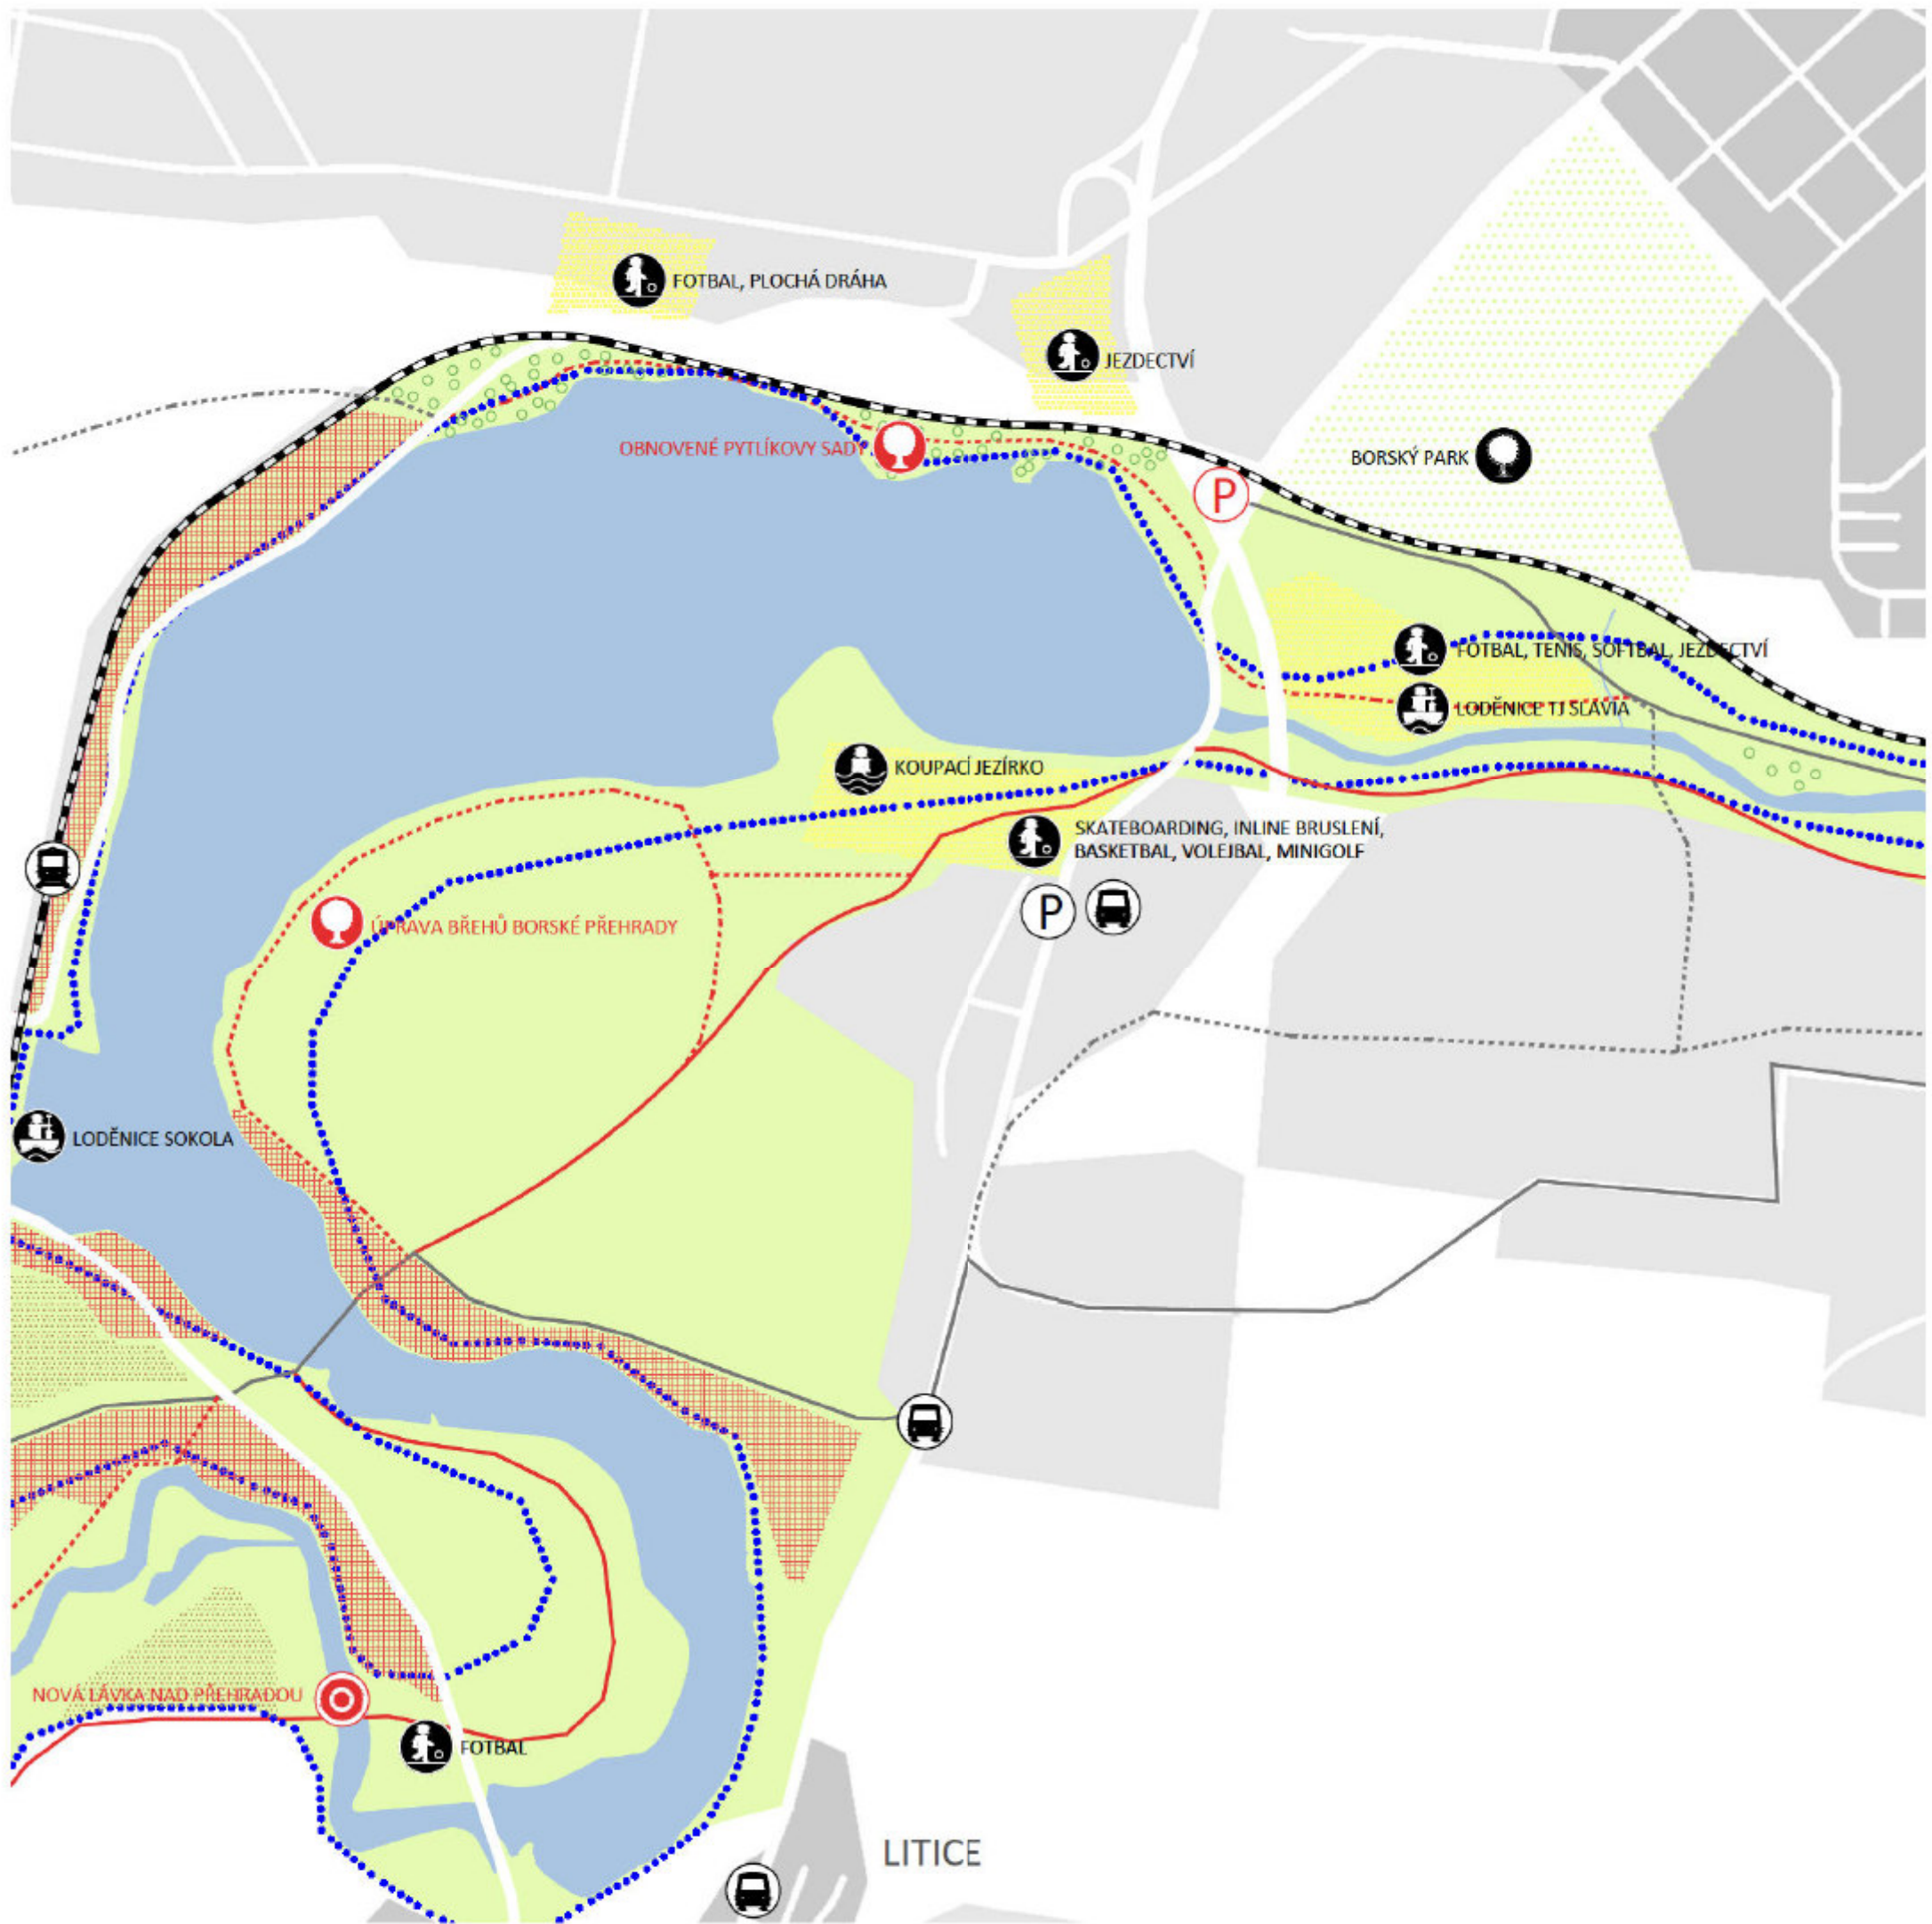 FOTBAL, PLOCHÁ DRÁHA
JEZDECTVÍ
OBNOVENÉ PYTLÍKOVY SADY
BORSKÝ PARK
P
FOTBAL, TENIS, SOFTBAL, JEZDECTVÍ
LODĚNICE TJ SLAVIA
KOUPACÍ JEZÍRKO
SKATEBOARDING, INLINE BRUSLENÍ,
BASKETBAL, VOLEJBAL, MINIGOLF
P
ÚPRAVA BŘEHŮ BORSKÉ PŘEHRADY
LODĚNICE SOKOLA
NOVÁ LÁVKA NAD PŘEHRADOU
FOTBAL
LITICE